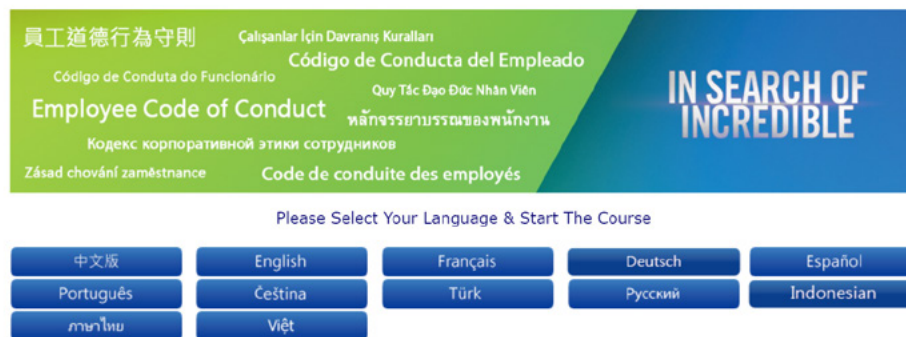 員工道德行為守則
Çalışanlar İçin Davranış Kuralları
Código de Conducta del Empleado
Código de Conduta do Funcionário
Quy Tắc Đạo Đức Nhân Viên
Employee Code of Conduct
หลักจรรยาบรรณของพนักงาน
Кодекс корпоративной этики сотрудников
Zásad chování zaměstnance
Code de conduite des employés
IN SEARCH OF
INCREDIBLE
Please Select Your Language & Start The Course
中文版
English
Français
Deutsch
Español
Português
Čeština
Türk
Русский
Indonesian
ภาษาไทย
Việt